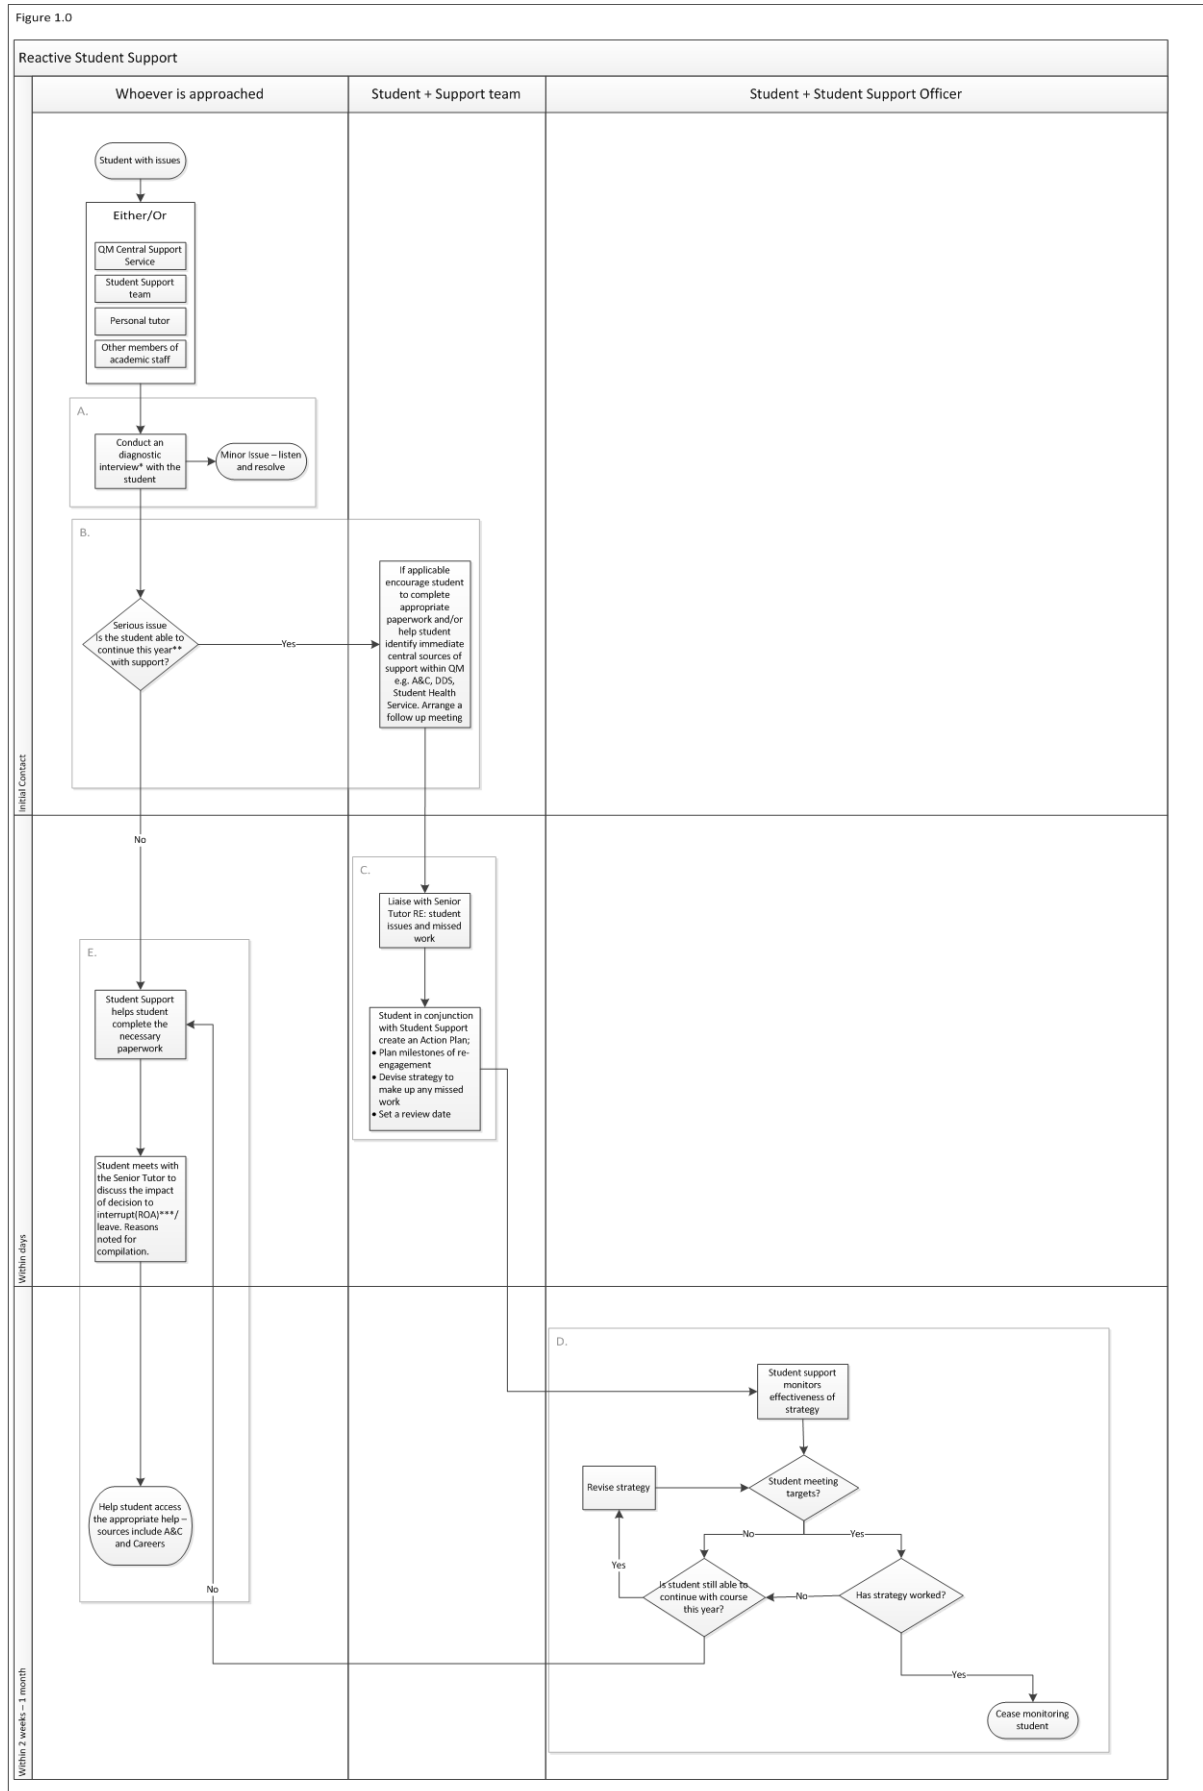 Figure 1.0
Reactive Student Support
Whoever is approached
Student + Support team
Student + Student Support Officer
Initial Contact
Student with issues
Either/Or
QM Central Support
Service
Student Support
team
Personal tutor
Other members of
academic staff
A.
Conduct an
diagnostic
interview* with the
student
Minor Issue – listen
and resolve
B.
Serious issue
Is the student able to
continue this year**
with support?
Yes
If applicable
encourage student
to complete
appropriate
paperwork and/or
help student
identify immediate
central sources of
support within QM
e.g. A&C, DDS,
Student Health
Service. Arrange a
follow up meeting
Within days
No
C.
Liaise with Senior
Tutor RE: student
issues and missed
work
Student in conjunction
with Student Support
create an Action Plan;
• Plan milestones of re-
engagement
• Devise strategy to
make up any missed
work
• Set a review date
E.
Student Support
helps student
complete the
necessary
paperwork
Student meets with
the Senior Tutor to
discuss the impact
of decision to
interrupt(ROA)***/
leave. Reasons
noted for
compilation.
Within 2 weeks – 1 month
Help student access
the appropriate help –
sources include A&C
and Careers
No
D.
Student support
monitors
effectiveness of
strategy
Revise strategy
Student meeting
targets?
No
Yes
Yes
Is student still able to
continue with course
this year?
No
Has strategy worked?
Yes
Cease monitoring
student